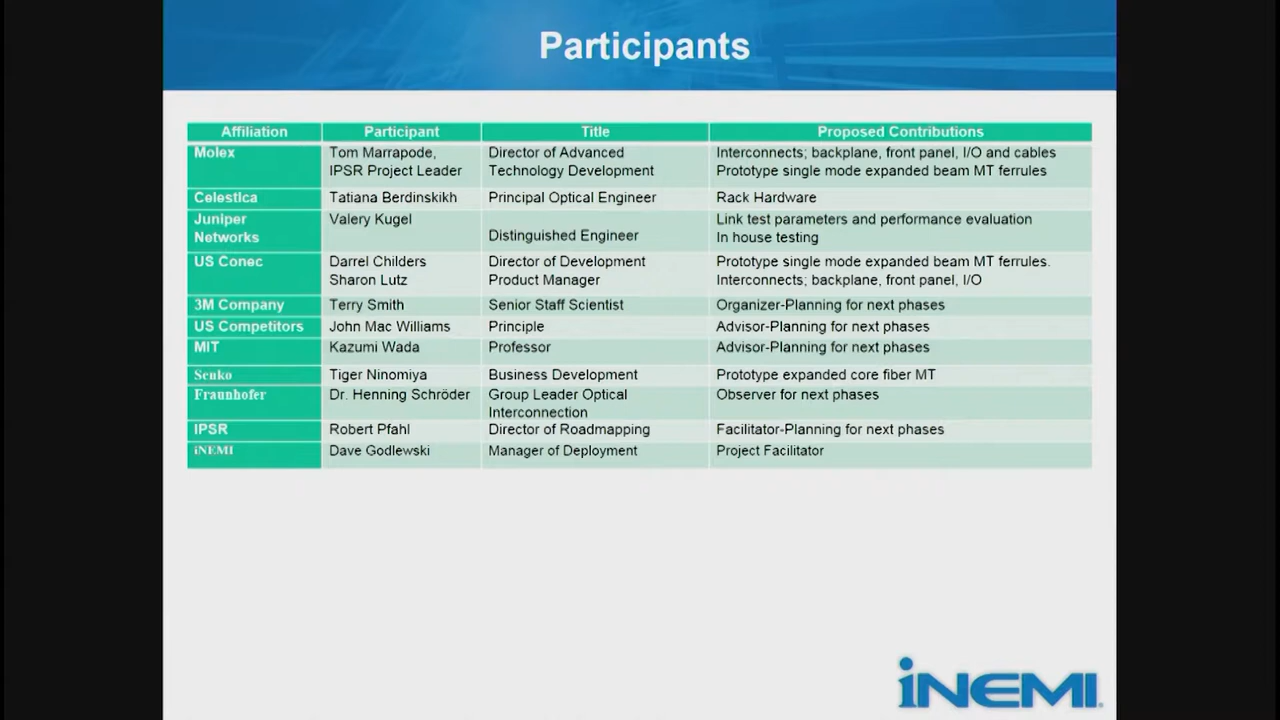 Participants
Affiliation Participant Title Proposed Contributions
Molex Tom Marrapode, Director of Advanced Interconnects; backplane, front panel, I/O and cables
IPSR Project Leader Technology Development Prototype single mode expanded beam MT ferrules
Celestica Tatiana Berdinskikh Principal Optical Engineer Rack Hardware
Juniper Valery Kugel Link test parameters and performance evaluation
Networks Distinguished Engineer In house testing
US Conec Darrel Childers Director of Development Prototype single mode expanded beam MT ferrules.
Sharon Lutz Product Manager Interconnects; backplane, front panel, I/O
3M Company Terry Smith Senior Staff Scientist Organizer-Planning for next phases
US Competitors John Mac Williams Principle Advisor-Planning for next phases
MIT Kazumi Wada Professor Advisor-Planning for next phases
Senko Tiger Ninomiya Business Development Prototype expanded core fiber MT
Fraunhofer Dr. Henning Schröder Group Leader Optical Observer for next phases
Interconnection
IPSR Robert Pfahl Director of Roadmapping Facilitator-Planning for next phases
iNEMI Dave Godlewski Manager of Deployment Project Facilitator
iNEMI